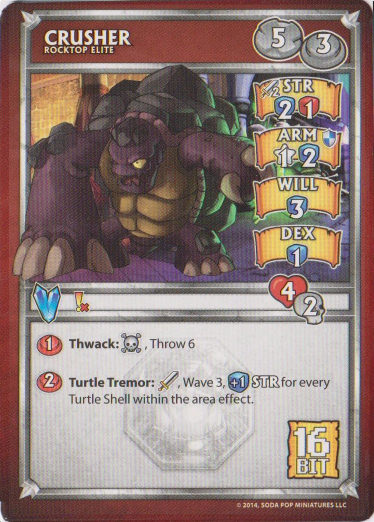 CRUSHER
ROCKTOP ELITE
5 3
2 STR
2 1
ARM
1 2
WILL
3
DEX
1
4
2
!x
1 Thwack: , Throw 6
2 Turtle Tremor: , Wave 3, +1 STR for every
Turtle Shell within the area effect.
16
BIT
© 2014, SODA POP MINIATURES LLC